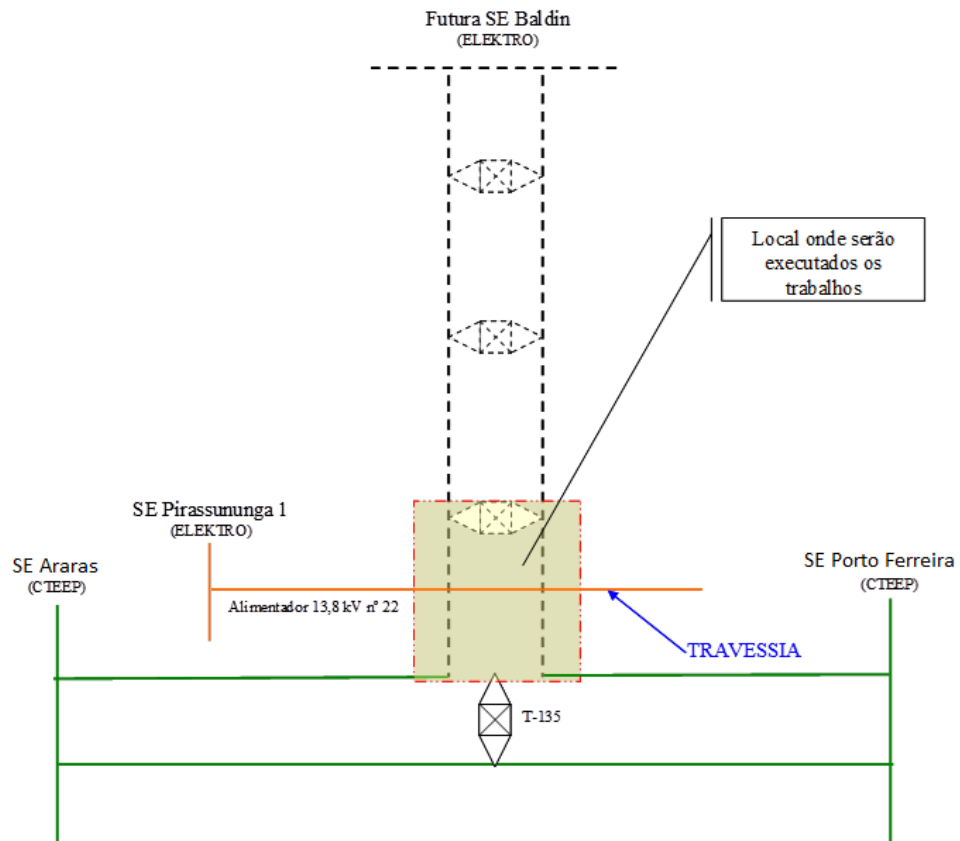 Futura SE Baldin
(ELEKTRO)
Local onde serão
executados os
trabalhos
SE Pirassununga 1
(ELEKTRO)
SE Araras
(CTEEP)
SE Porto Ferreira
(CTEEP)
Alimentador 13,8 kV nº 22
TRAVESSIA
T-135